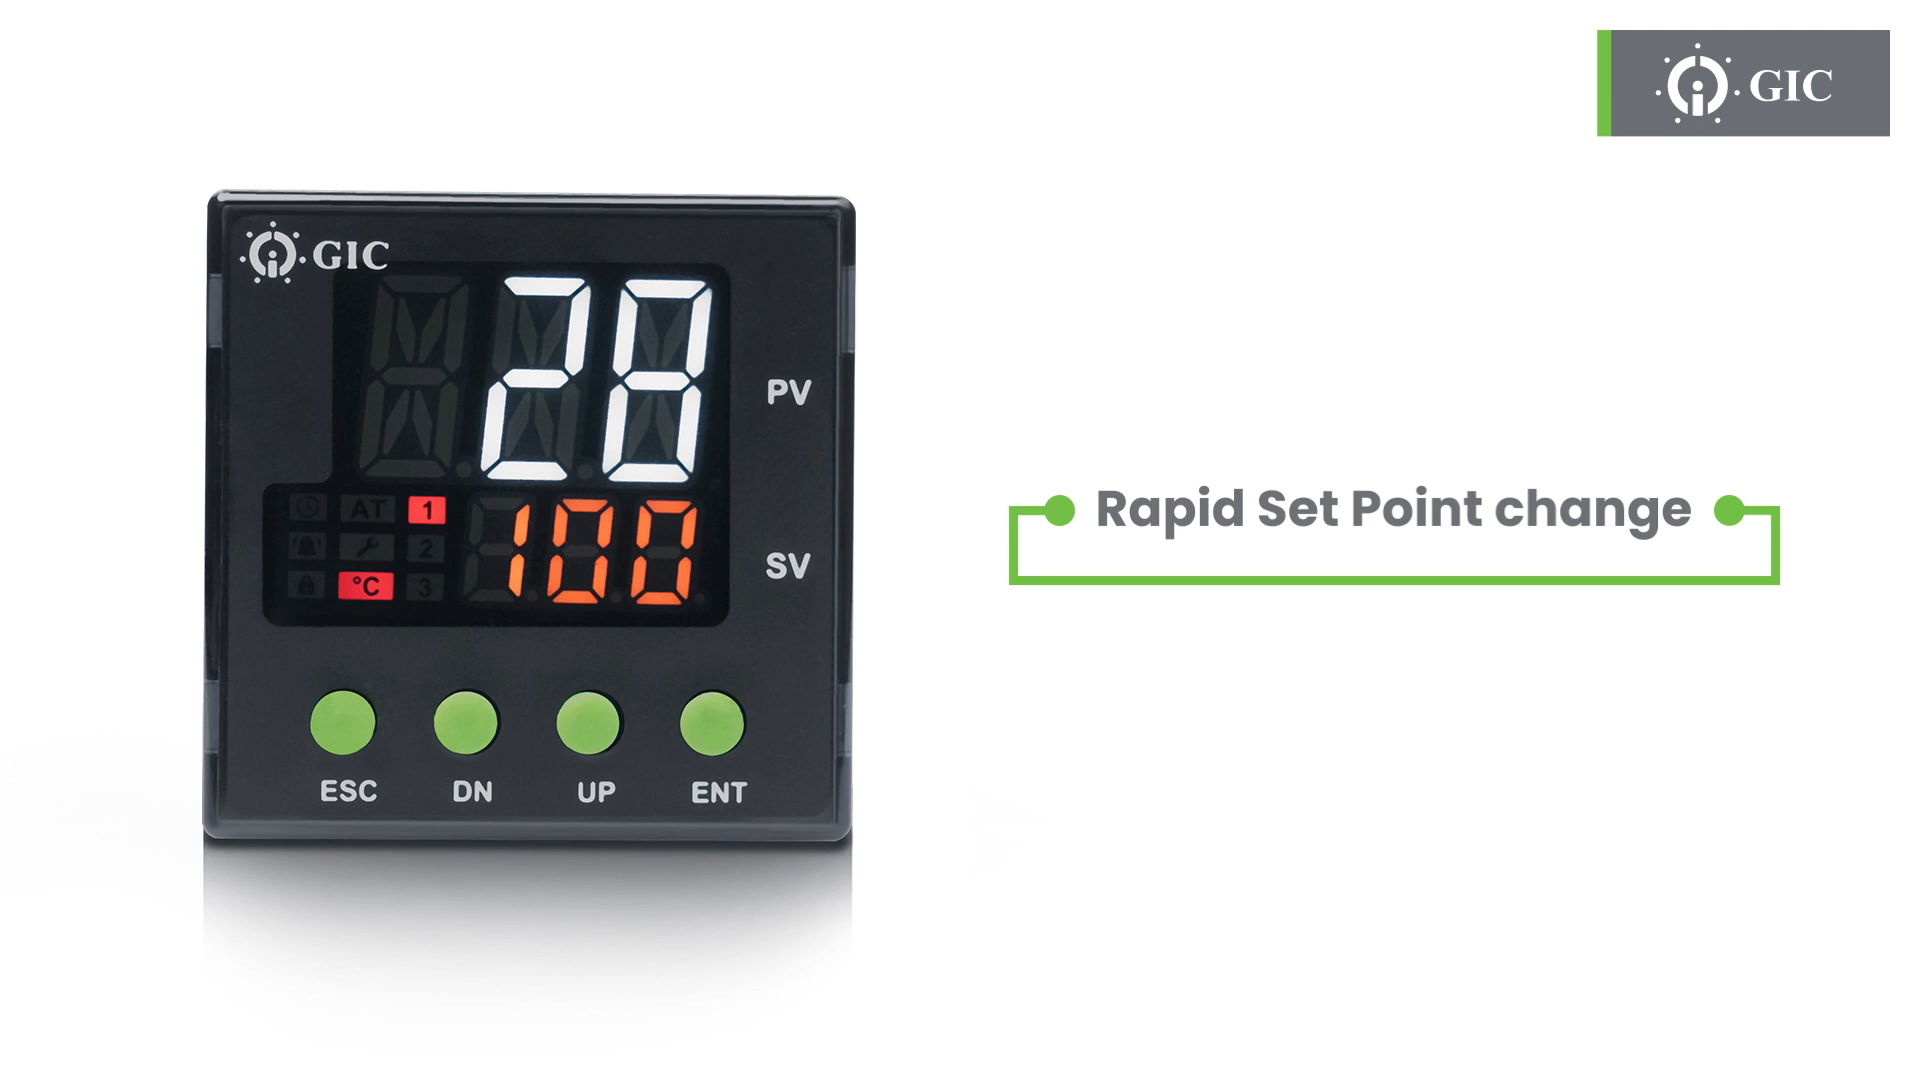 GIC
GIC
28
PV
AT 1
2
°C 3
100
SV
Rapid Set Point change
ESC DN UP ENT